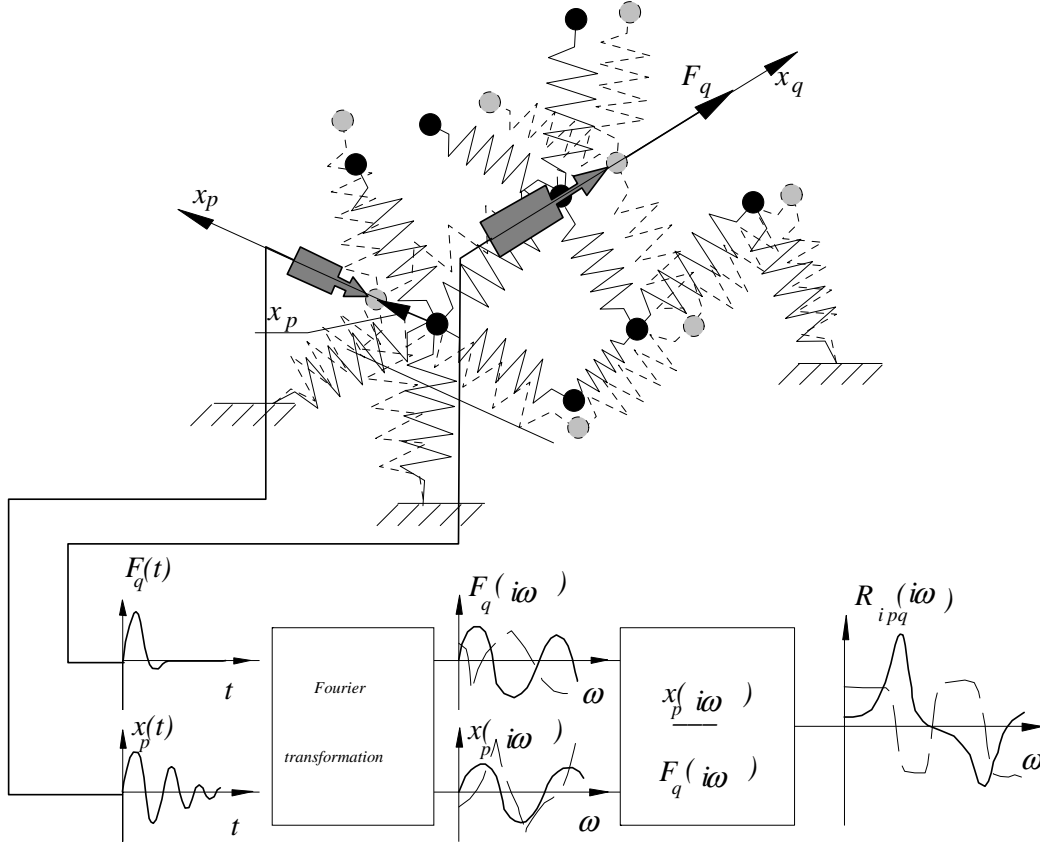 F_q
x_q
x_p
x_p
F_q(t)
t
x_p(t)
t
Fourier
transformation
F_q(iω)
ω
x_p(iω)
ω
x_p(iω)
F_q(iω)
R_ipq(iω)
ω